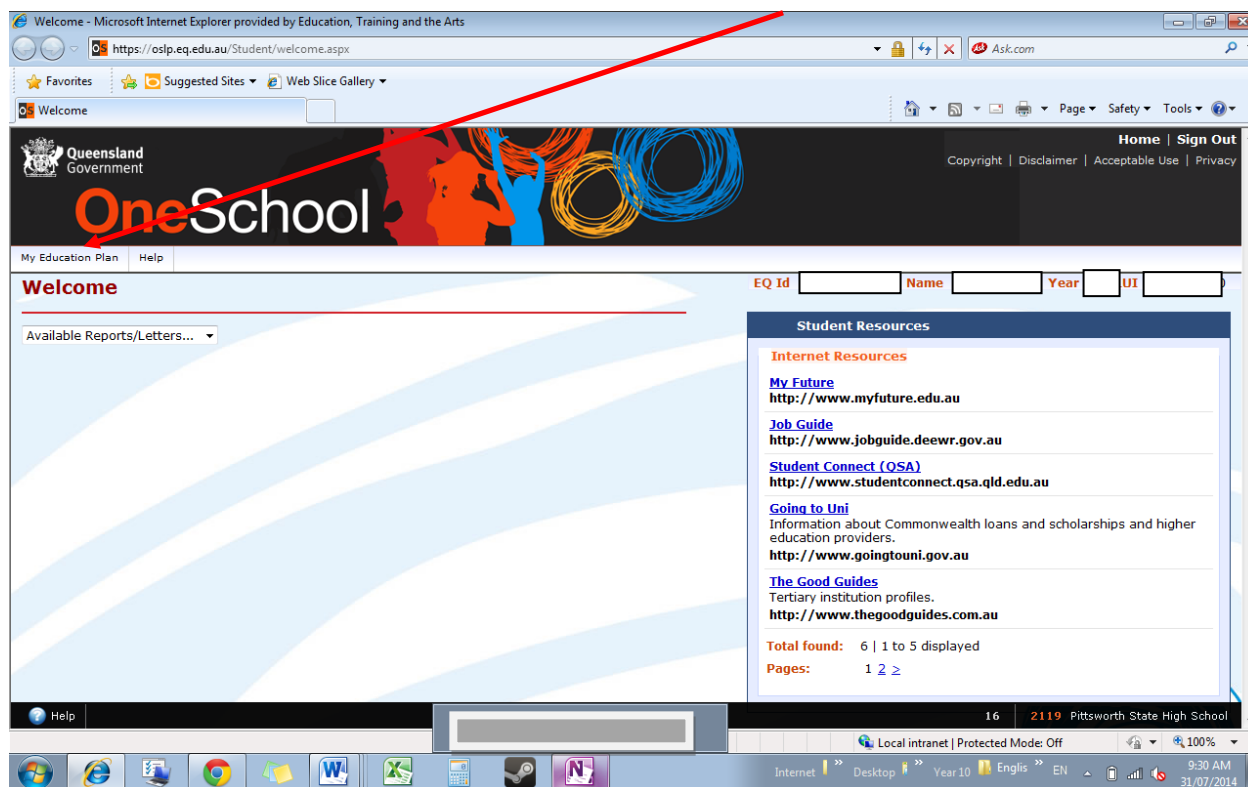 Welcome - Microsoft Internet Explorer provided by Education, Training and the Arts
OS https://oslp.eq.edu.au/Student/welcome.aspx Ask.com
Favorites Suggested Sites Web Slice Gallery
OS Welcome Page Safety Tools
Home | Sign Out
Queensland
Government
Copyright | Disclaimer | Acceptable Use | Privacy
OneSchool
My Education Plan Help
Welcome EQ Id Name Year UI
Available Reports/Letters...
Student Resources
Internet Resources
My Future
http://www.myfuture.edu.au
Job Guide
http://www.jobguide.deewr.gov.au
Student Connect (QSA)
http://www.studentconnect.qsa.qld.edu.au
Going to Uni
Information about Commonwealth loans and scholarships and higher
education providers.
http://www.goingtouni.gov.au
The Good Guides
Tertiary institution profiles.
http://www.thegoodguides.com.au
Total found: 6 | 1 to 5 displayed
Pages: 1 2 >
Help 16 2119 Pittsworth State High School
Local intranet | Protected Mode: Off 100%
Internet » Desktop » Year 10 Englis » EN 9:30 AM
31/07/2014